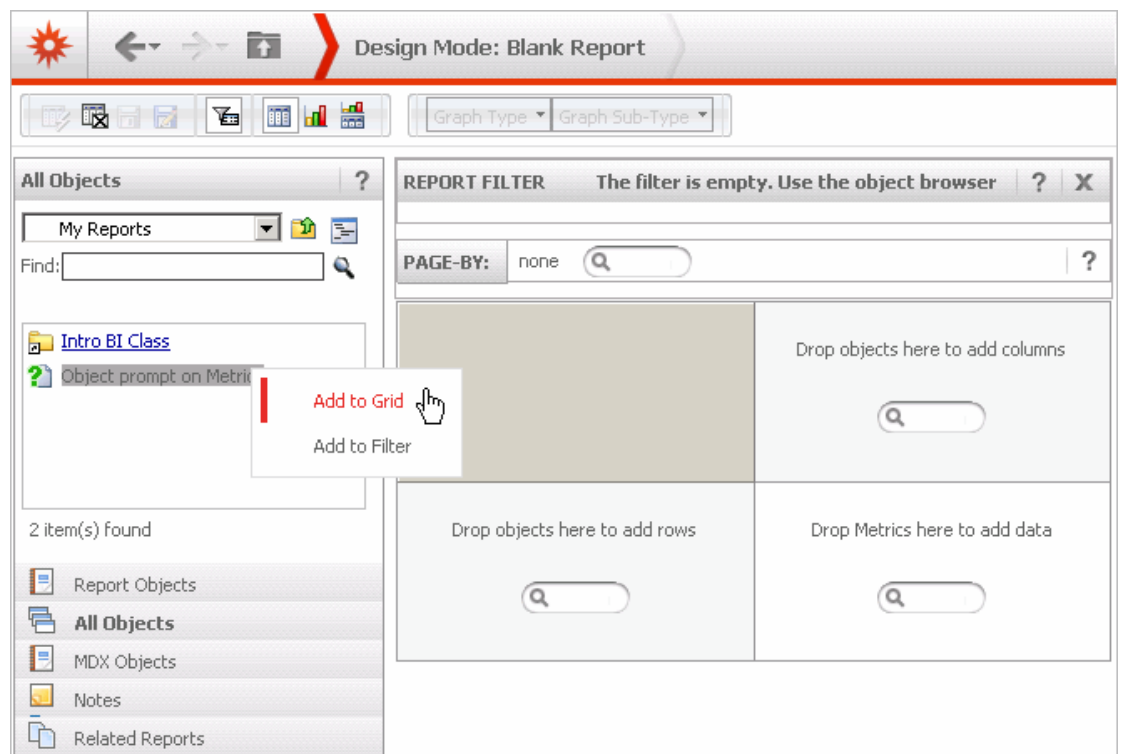 Design Mode: Blank Report
Graph Type Graph Sub-Type
All Objects ?
My Reports
Find:
Intro BI Class
Object prompt on Metric
Add to Grid
Add to Filter
2 item(s) found
Report Objects
All Objects
MDX Objects
Notes
Related Reports
REPORT FILTER The filter is empty. Use the object browser ? X
PAGE-BY: none ?
Drop objects here to add columns
Drop objects here to add rows
Drop Metrics here to add data